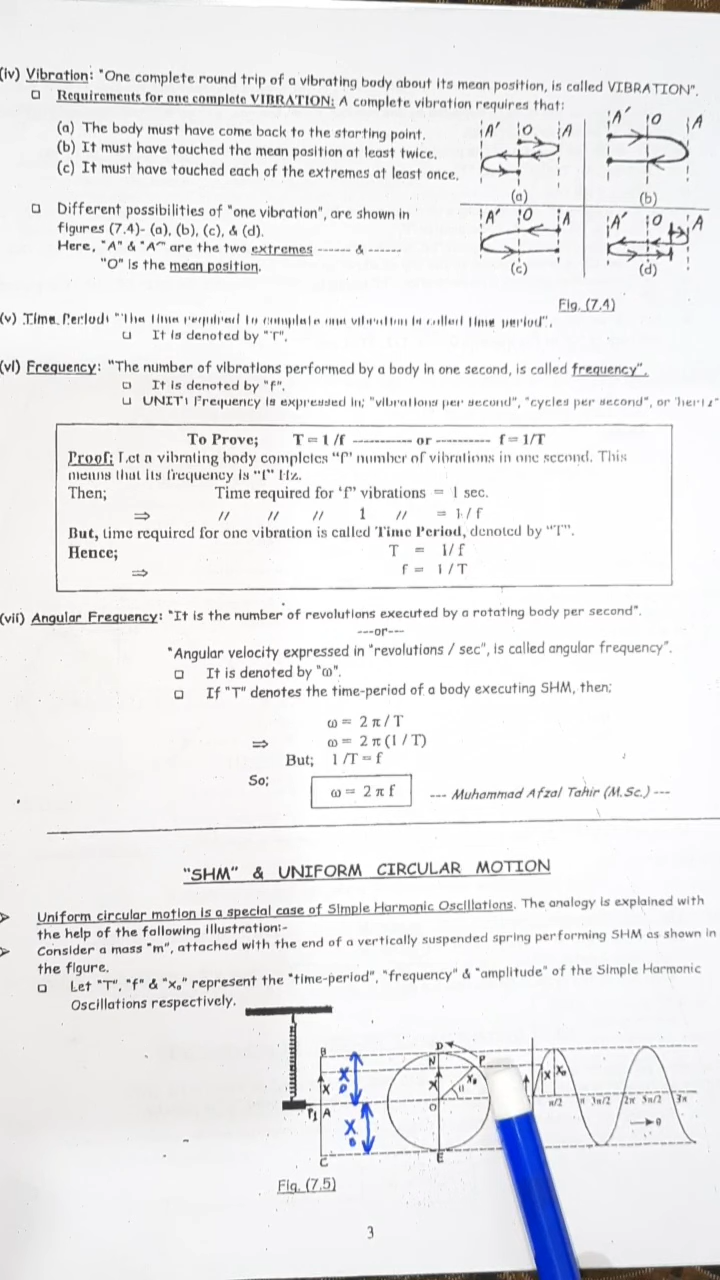 (iv) Vibration: "One complete round trip of a vibrating body about its mean position, is called VIBRATION".
Requirements for one complete VIBRATION: A complete vibration requires that:
(a) The body must have come back to the starting point.
(b) It must have touched the mean position at least twice.
(c) It must have touched each of the extremes at least once.
A' O A
A' O A
(a)
(b)
Different possibilities of "one vibration", are shown in
figures (7.4)- (a), (b), (c), & (d).
Here, "A" & "A'" are the two extremes ------ & ------
"O" is the mean position.
A' O A
A' O A
(c)
(d)
Fig. (7.4)
(v) Time Period: "The time required to complete one vibration is called time period".
It is denoted by "T".
(vi) Frequency: "The number of vibrations performed by a body in one second, is called frequency".
It is denoted by "f".
UNIT: Frequency is expressed in; "vibrations per second", "cycles per second", or "hertz"
To Prove; T = 1 /f ----------- or ---------- f = 1/T
Proof: Let a vibrating body completes "f" number of vibrations in one second. This
means that its frequency is "f" Hz.
Then; Time required for 'f' vibrations = 1 sec.
⇒ // // // 1 // = 1 / f
But, time required for one vibration is called Time Period, denoted by "T".
Hence; T = 1/f
⇒ f = 1 / T
(vii) Angular Frequency: "It is the number of revolutions executed by a rotating body per second".
---or---
"Angular velocity expressed in "revolutions / sec", is called angular frequency".
It is denoted by "ω".
If "T" denotes the time-period of a body executing SHM, then;
ω = 2 π / T
⇒ ω = 2 π (1 / T)
But; 1 /T = f
So; ω = 2 π f --- Muhammad Afzal Tahir (M.Sc.) ---
"SHM" & UNIFORM CIRCULAR MOTION
Uniform circular motion is a special case of Simple Harmonic Oscillations. The analogy is explained with
the help of the following illustration:-
Consider a mass "m", attached with the end of a vertically suspended spring performing SHM as shown in
the figure.
Let "T", "f" & "x₀" represent the "time-period", "frequency" & "amplitude" of the Simple Harmonic
Oscillations respectively.
B
D
N
P
X
X
X
X₀
X
X₀
P₁ A
O
θ
X
C
E
π/2 π 3π/2 2π 5π/2 3π
θ
Fig. (7.5)
3